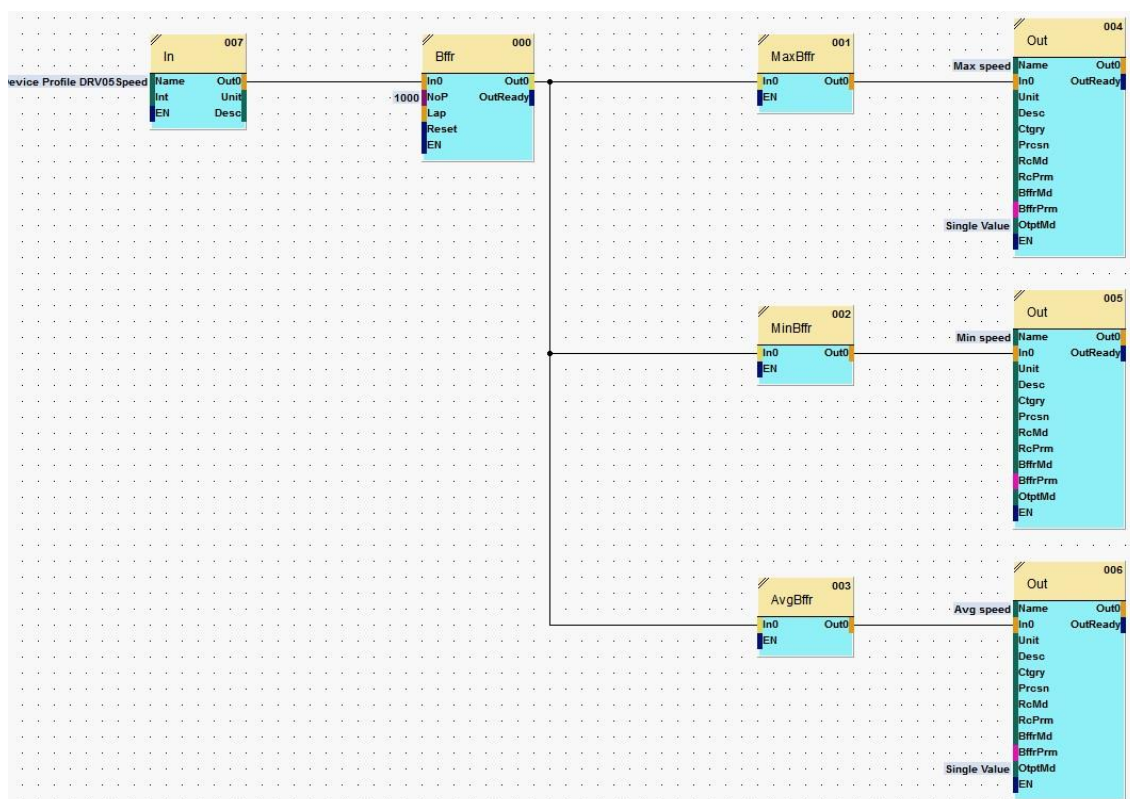 007
In
evice Profile DRV05Speed
Name Out0
Int Unit
EN Desc
000
Bffr
In0 Out0
1000 NoP OutReady
Lap
Reset
EN
001
MaxBffr
In0 Out0
EN
004
Out
Max speed Name Out0
In0 OutReady
Unit
Desc
Ctgry
Prcsn
RcMd
RcPrm
BffrMd
BffrPrm
Single Value OtptMd
EN
002
MinBffr
In0 Out0
EN
005
Out
Min speed Name Out0
In0 OutReady
Unit
Desc
Ctgry
Prcsn
RcMd
RcPrm
BffrMd
BffrPrm
OtptMd
EN
003
AvgBffr
In0 Out0
EN
006
Out
Avg speed Name Out0
In0 OutReady
Unit
Desc
Ctgry
Prcsn
RcMd
RcPrm
BffrMd
BffrPrm
Single Value OtptMd
EN